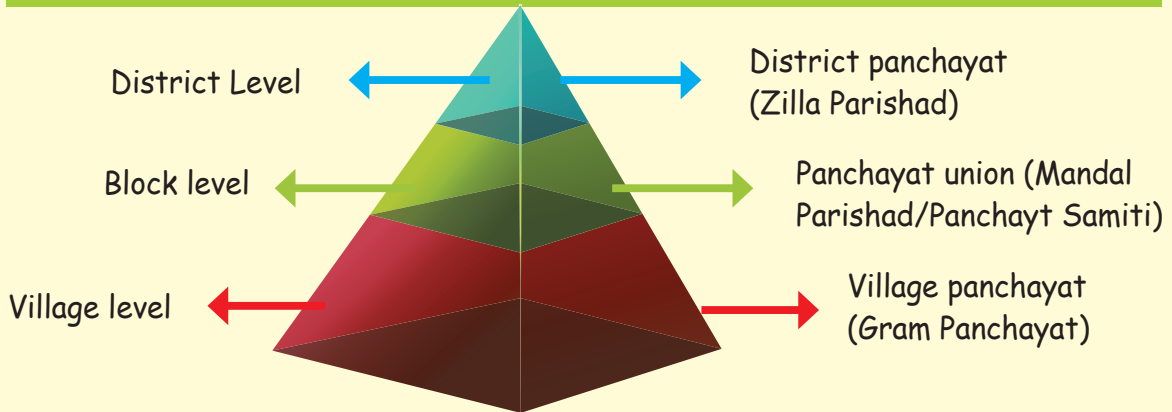 District Level
District panchayat
(Zilla Parishad)
Block level
Panchayat union (Mandal
Parishad/Panchayt Samiti)
Village level
Village panchayat
(Gram Panchayat)